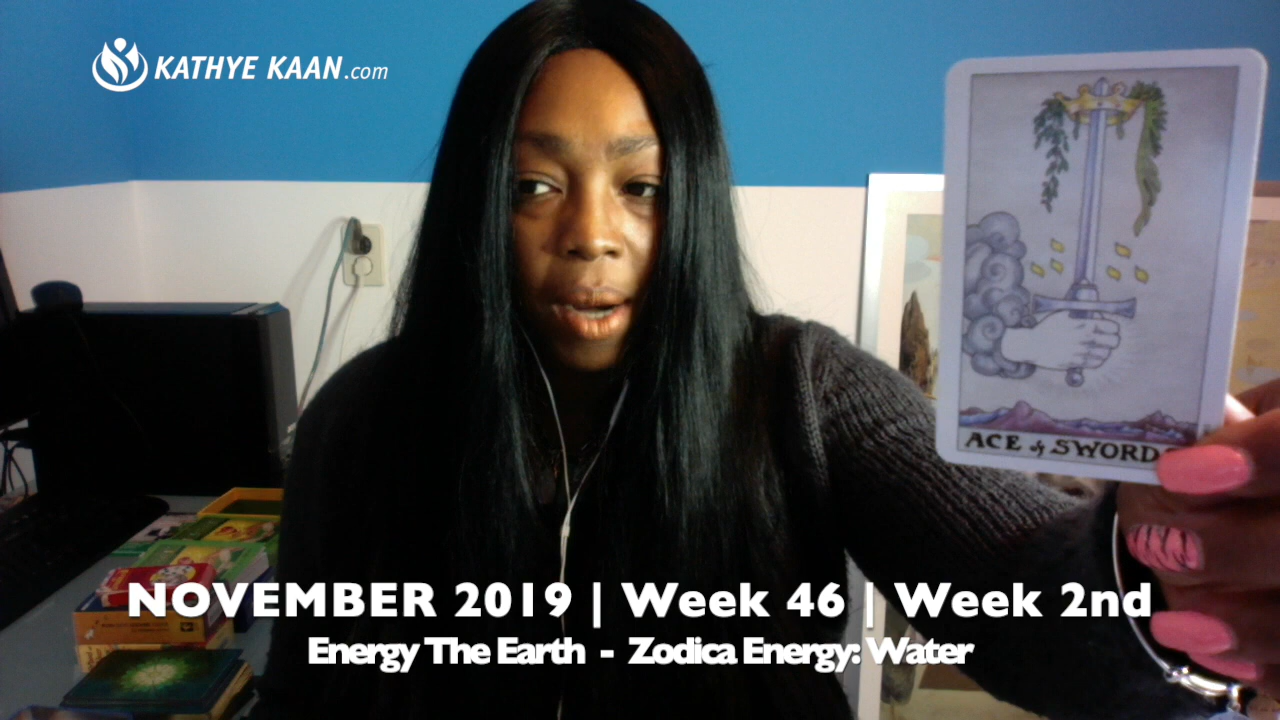 KATHYE KAAN.com
ACE of SWORDS
NOVEMBER 2019 | Week 46 | Week 2nd
Energy The Earth - Zodica Energy: Water